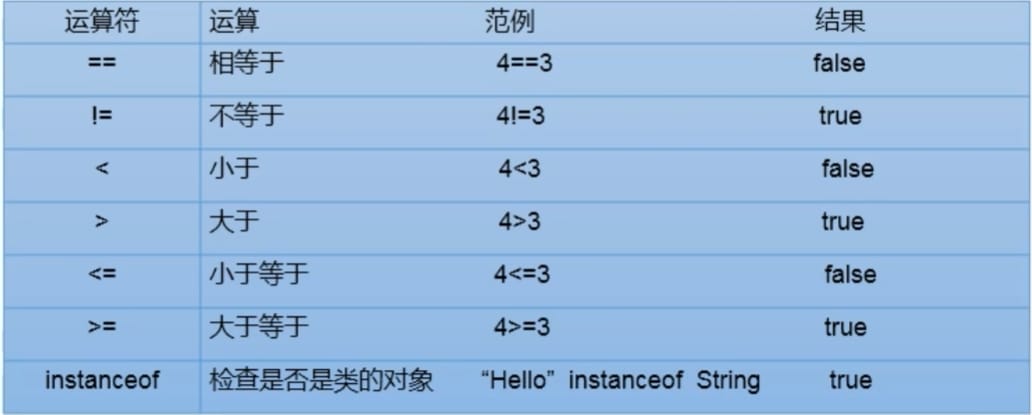 运算符 运算 范例 结果
== 相等于 4==3 false
!= 不等于 4!=3 true
< 小于 4<3 false
> 大于 4>3 true
<= 小于等于 4<=3 false
>= 大于等于 4>=3 true
instanceof 检查是否是类的对象 “Hello” instanceof String true